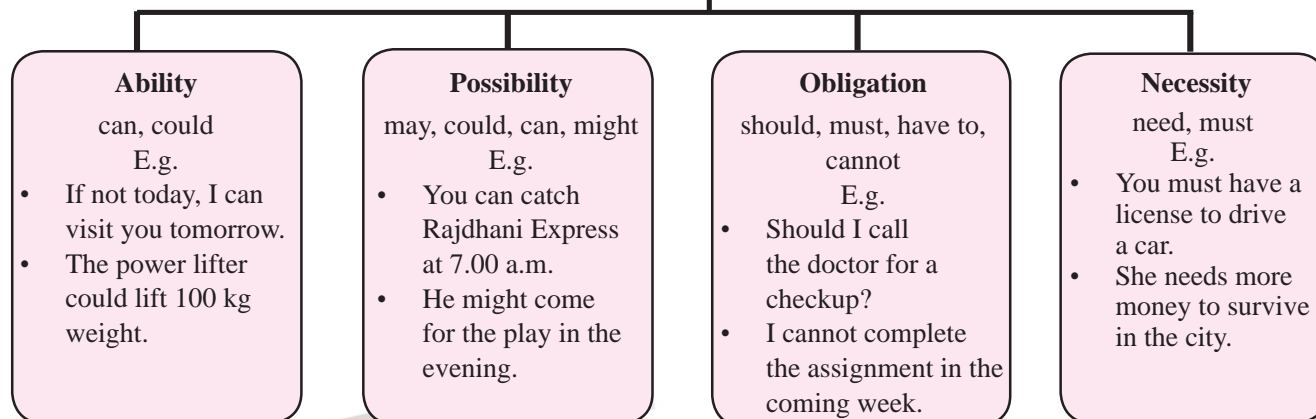 Ability
can, could
E.g.
• If not today, I can
visit you tomorrow.
• The power lifter
could lift 100 kg
weight.
Possibility
may, could, can, might
E.g.
• You can catch
Rajdhani Express
at 7.00 a.m.
• He might come
for the play in the
evening.
Obligation
should, must, have to,
cannot
E.g.
• Should I call
the doctor for a
checkup?
• I cannot complete
the assignment in the
coming week.
Necessity
need, must
E.g.
• You must have a
license to drive
a car.
• She needs more
money to survive
in the city.